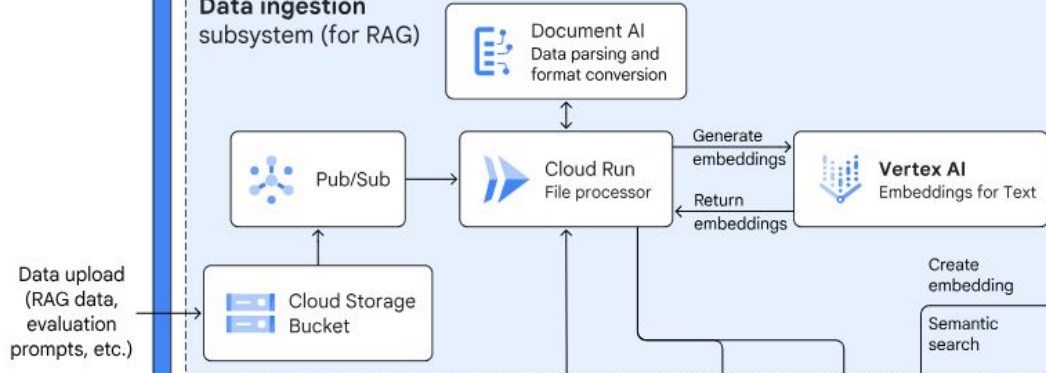 Data ingestion
subsystem (for RAG)
Document AI
Data parsing and
format conversion
Generate
embeddings
Pub/Sub
Cloud Run
File processor
Vertex AI
Embeddings for Text
Return
embeddings
Data upload
(RAG data,
evaluation
prompts, etc.)
Cloud Storage
Bucket
Create
embedding
Semantic
search